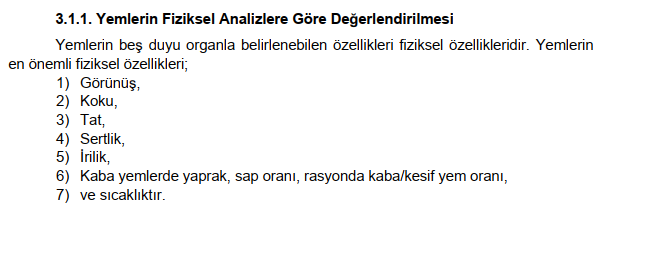 3.1.1. Yemlerin Fiziksel Analizlere Göre Değerlendirilmesi
Yemlerin beş duyu organla belirlenebilen özellikleri fiziksel özellikleridir. Yemlerin
en önemli fiziksel özellikleri;
1) Görünüş,
2) Koku,
3) Tat,
4) Sertlik,
5) İrilik,
6) Kaba yemlerde yaprak, sap oranı, rasyonda kaba/kesif yem oranı,
7) ve sıcaklıktır.